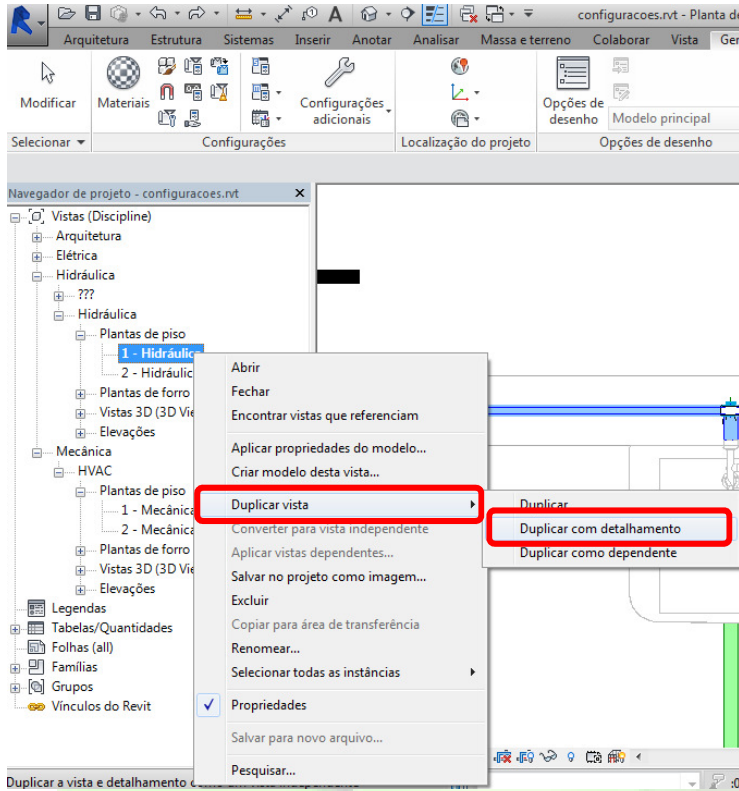 configuracoes.rvt - Planta de
Arquitetura Estrutura Sistemas Inserir Anotar Analisar Massa e terreno Colaborar Vista Ger
Modificar
Materiais
Configurações
adicionais
Opções de
desenho
Modelo principal
Selecionar
Configurações
Localização do projeto
Opções de desenho
Navegador de projeto - configuracoes.rvt
Vistas (Discipline)
Arquitetura
Elétrica
Hidráulica
???
Hidráulica
Plantas de piso
1 - Hidráulica
2 - Hidráulic
Plantas de forro
Vistas 3D (3D Vie
Elevações
Mecânica
HVAC
Plantas de piso
1 - Mecânica
2 - Mecânica
Plantas de forro
Vistas 3D (3D Vie
Elevações
Legendas
Tabelas/Quantidades
Folhas (all)
Famílias
Grupos
Vínculos do Revit
Abrir
Fechar
Encontrar vistas que referenciam
Aplicar propriedades do modelo...
Criar modelo desta vista...
Duplicar vista
Converter para vista independente
Aplicar vistas dependentes...
Salvar no projeto como imagem...
Excluir
Copiar para área de transferência
Renomear...
Selecionar todas as instâncias
Propriedades
Salvar para novo arquivo...
Pesquisar...
Duplicar
Duplicar com detalhamento
Duplicar como dependente
Duplicar a vista e detalhamento
:0